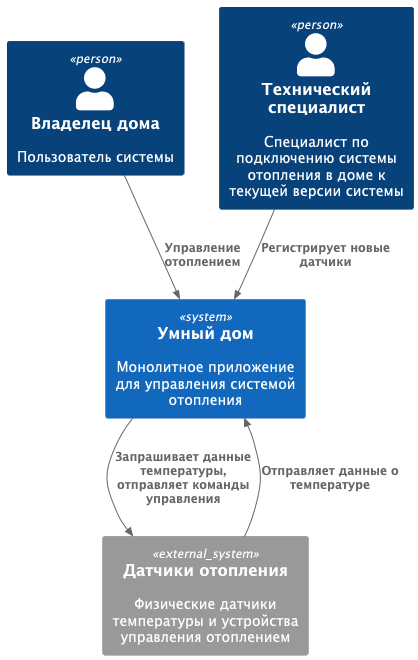 «person»
Владелец дома
Пользователь системы
«person»
Технический
специалист
Специалист по
подключению системы
отопления в доме к
текущей версии системы
Управление
отоплением
Регистрирует новые
датчики
«system»
Умный дом
Монолитное приложение
для управления системой
отопления
Запрашивает данные
температуры,
отправляет команды
управления
Отправляет данные о
температуре
«external_system»
Датчики отопления
Физические датчики
температуры и устройства
управления отоплением